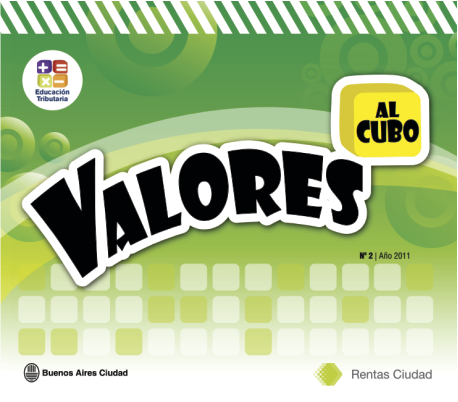 Educación
Tributaria
AL
CUBO
VALORES
Nº 2 | Año 2011
Buenos Aires Ciudad
Rentas Ciudad